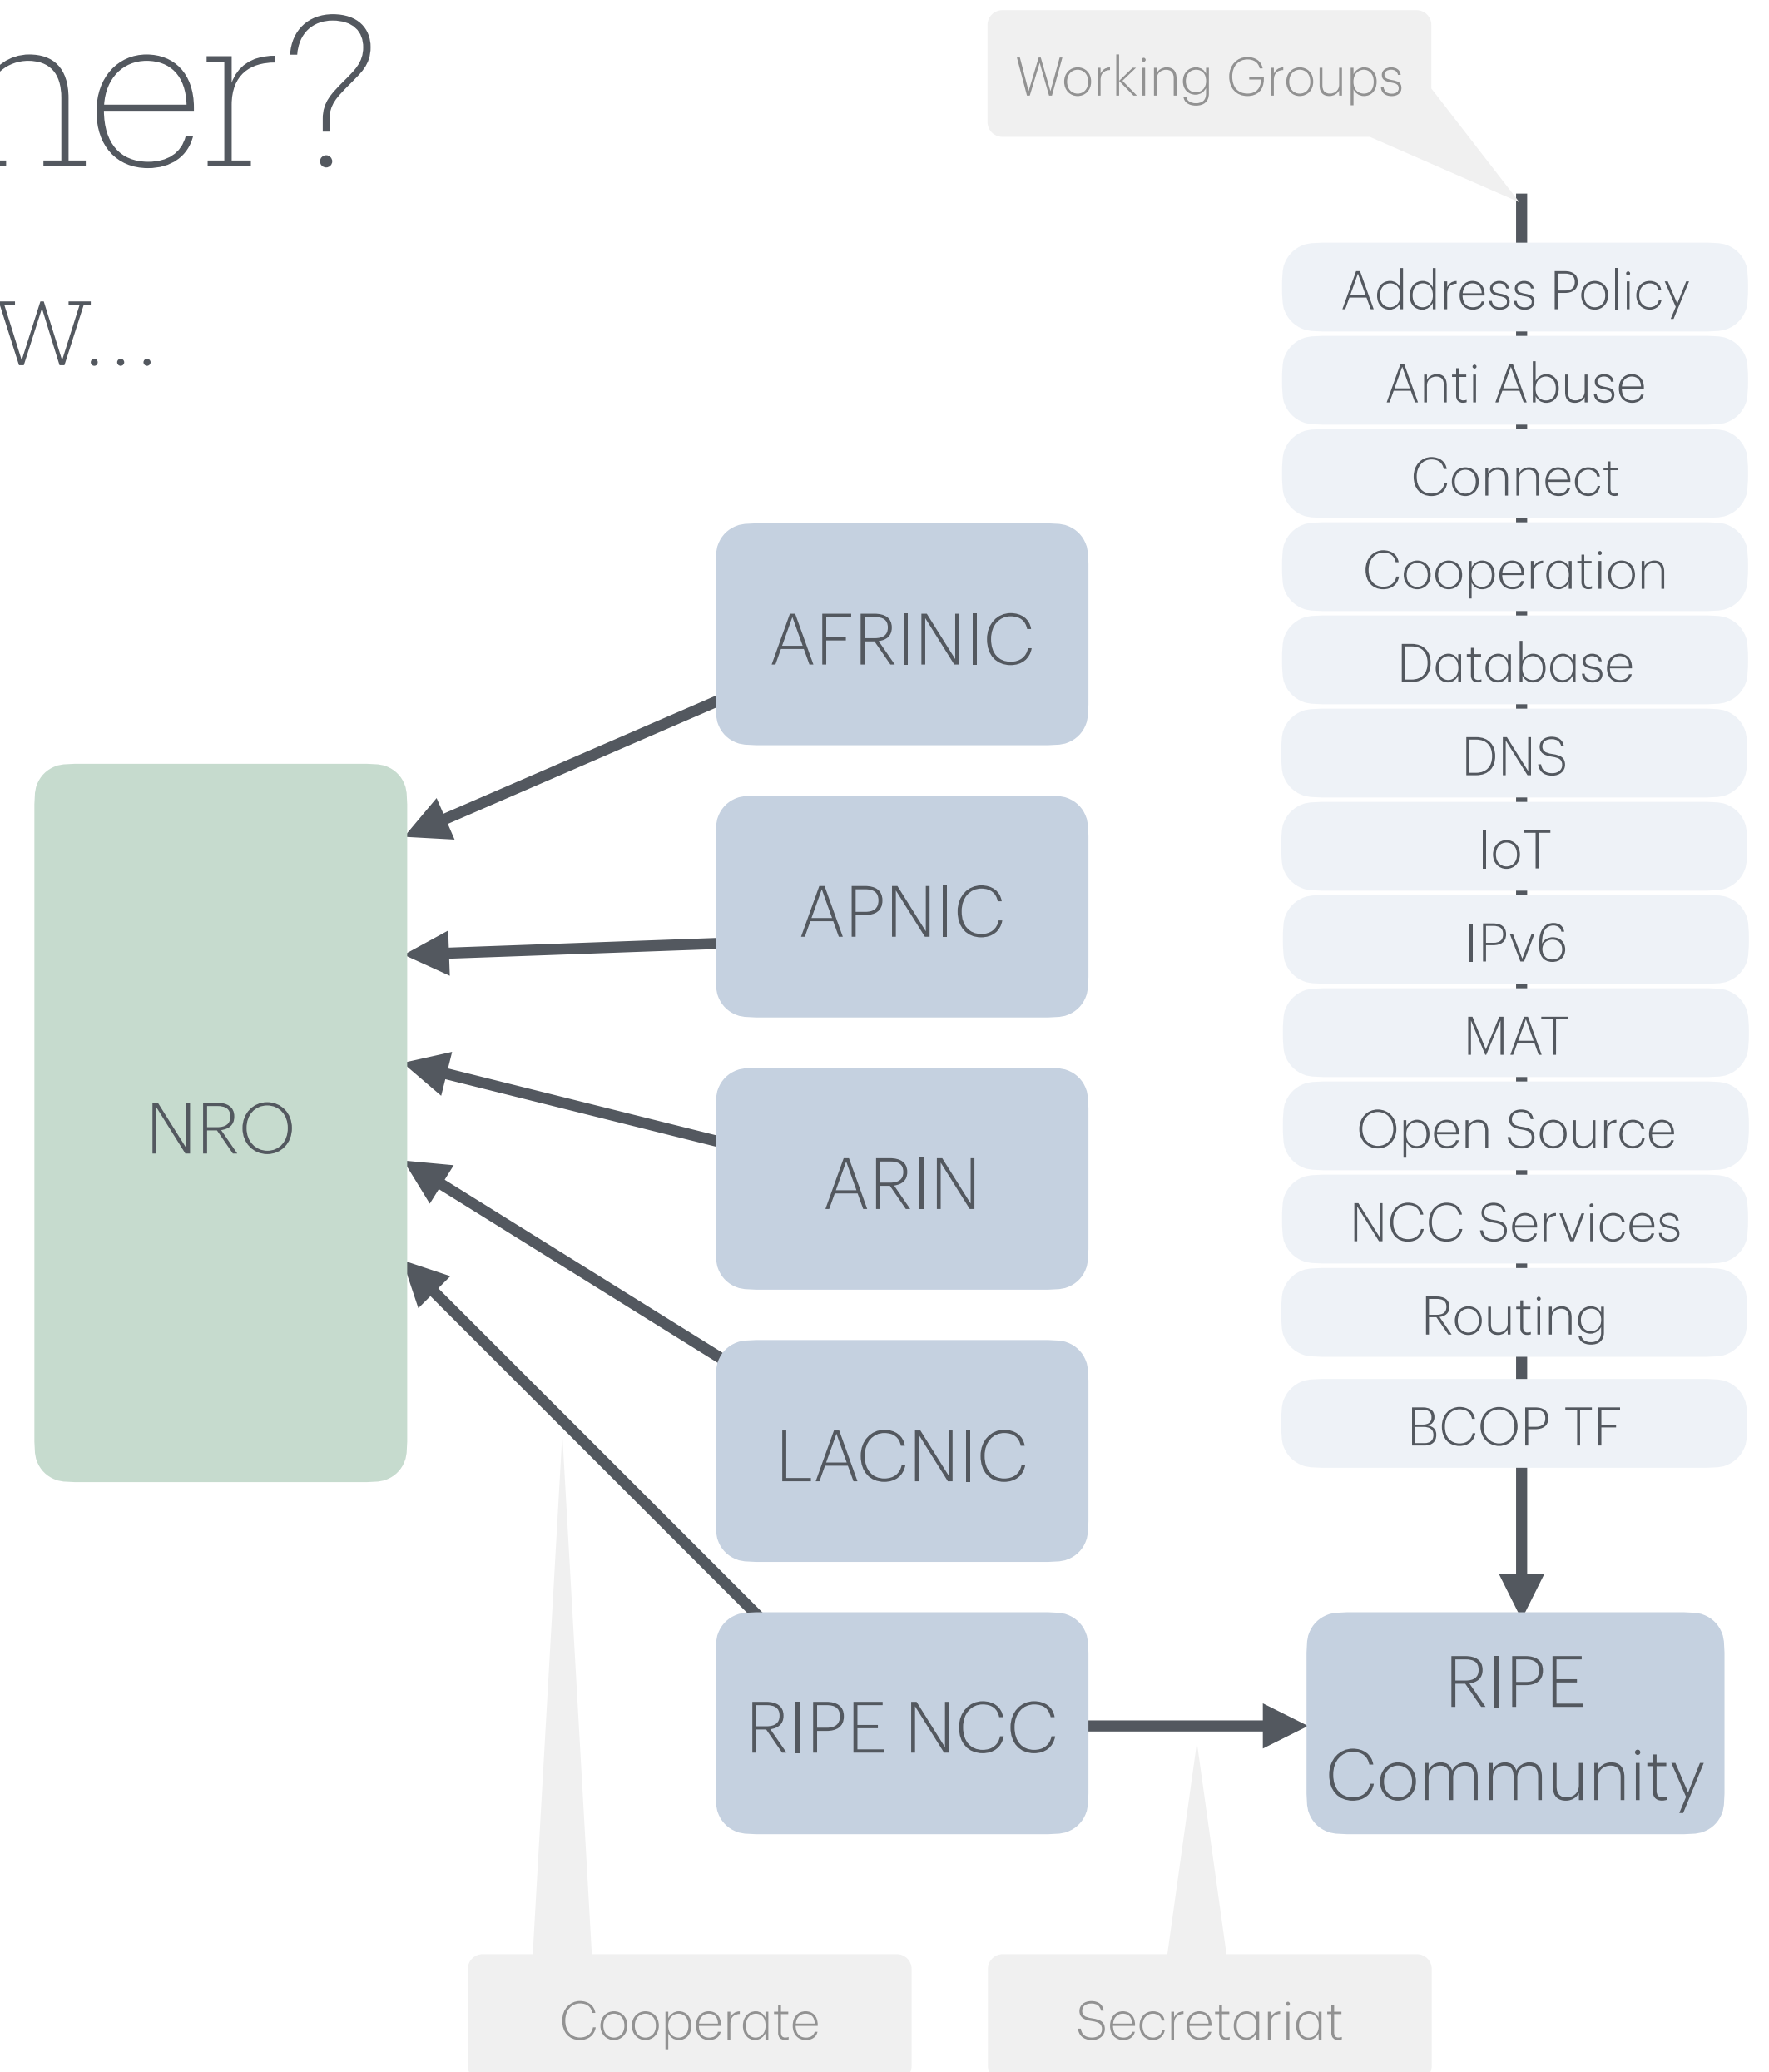 ner?
w...
Working Groups
Address Policy
Anti Abuse
Connect
Cooperation
Database
DNS
IoT
IPv6
MAT
Open Source
NCC Services
Routing
BCOP TF
AFRINIC
APNIC
ARIN
LACNIC
RIPE NCC
NRO
RIPE
Community
Cooperate
Secretariat